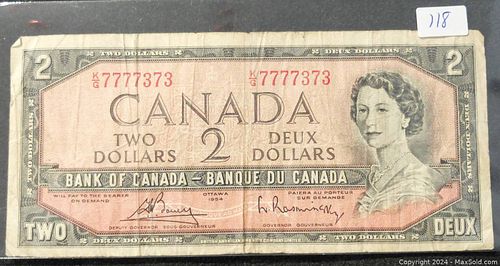 118
TWO DOLLARS DEUX DOLLARS
2 7777373 7777373 2
CANADA
TWO DOLLARS 2 DEUX DOLLARS
BANK OF CANADA – BANQUE DU CANADA
WILL PAY TO THE BEARER ON DEMAND OTTAWA 1954 PAIERA AU PORTEUR SUR DEMANDE
DEPUTY GOVERNOR SOUS-GOUVERNEUR GOVERNOR GOUVERNEUR
TWO DEUX
DEUX DOLLARS TWO DOLLARS
© Copyright 2024 - MaxSold.com